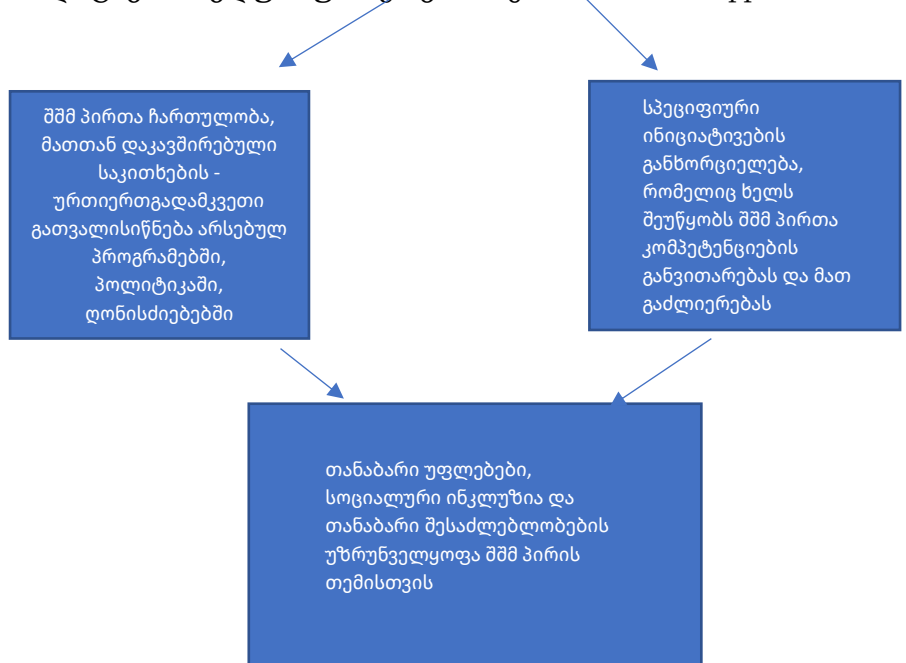 შშმ პირთა ჩართულობა,
მათთან დაკავშირებული
საკითხების -
ურთიერთგადამკვეთი
გათვალისიწნება არსებულ
პროგრამებში,
პოლიტიკაში,
ღონისძიებებში
სპეციფიური
ინიციატივების
განხორციელება,
რომელიც ხელს
შეუწყობს შშმ პირთა
კომპეტენციების
განვითარებას და მათ
გაძლიერებას
თანაბარი უფლებები,
სოციალური ინკლუზია და
თანაბარი შესაძლებლობების
უზრუნველყოფა შშმ პირის
თემისთვის